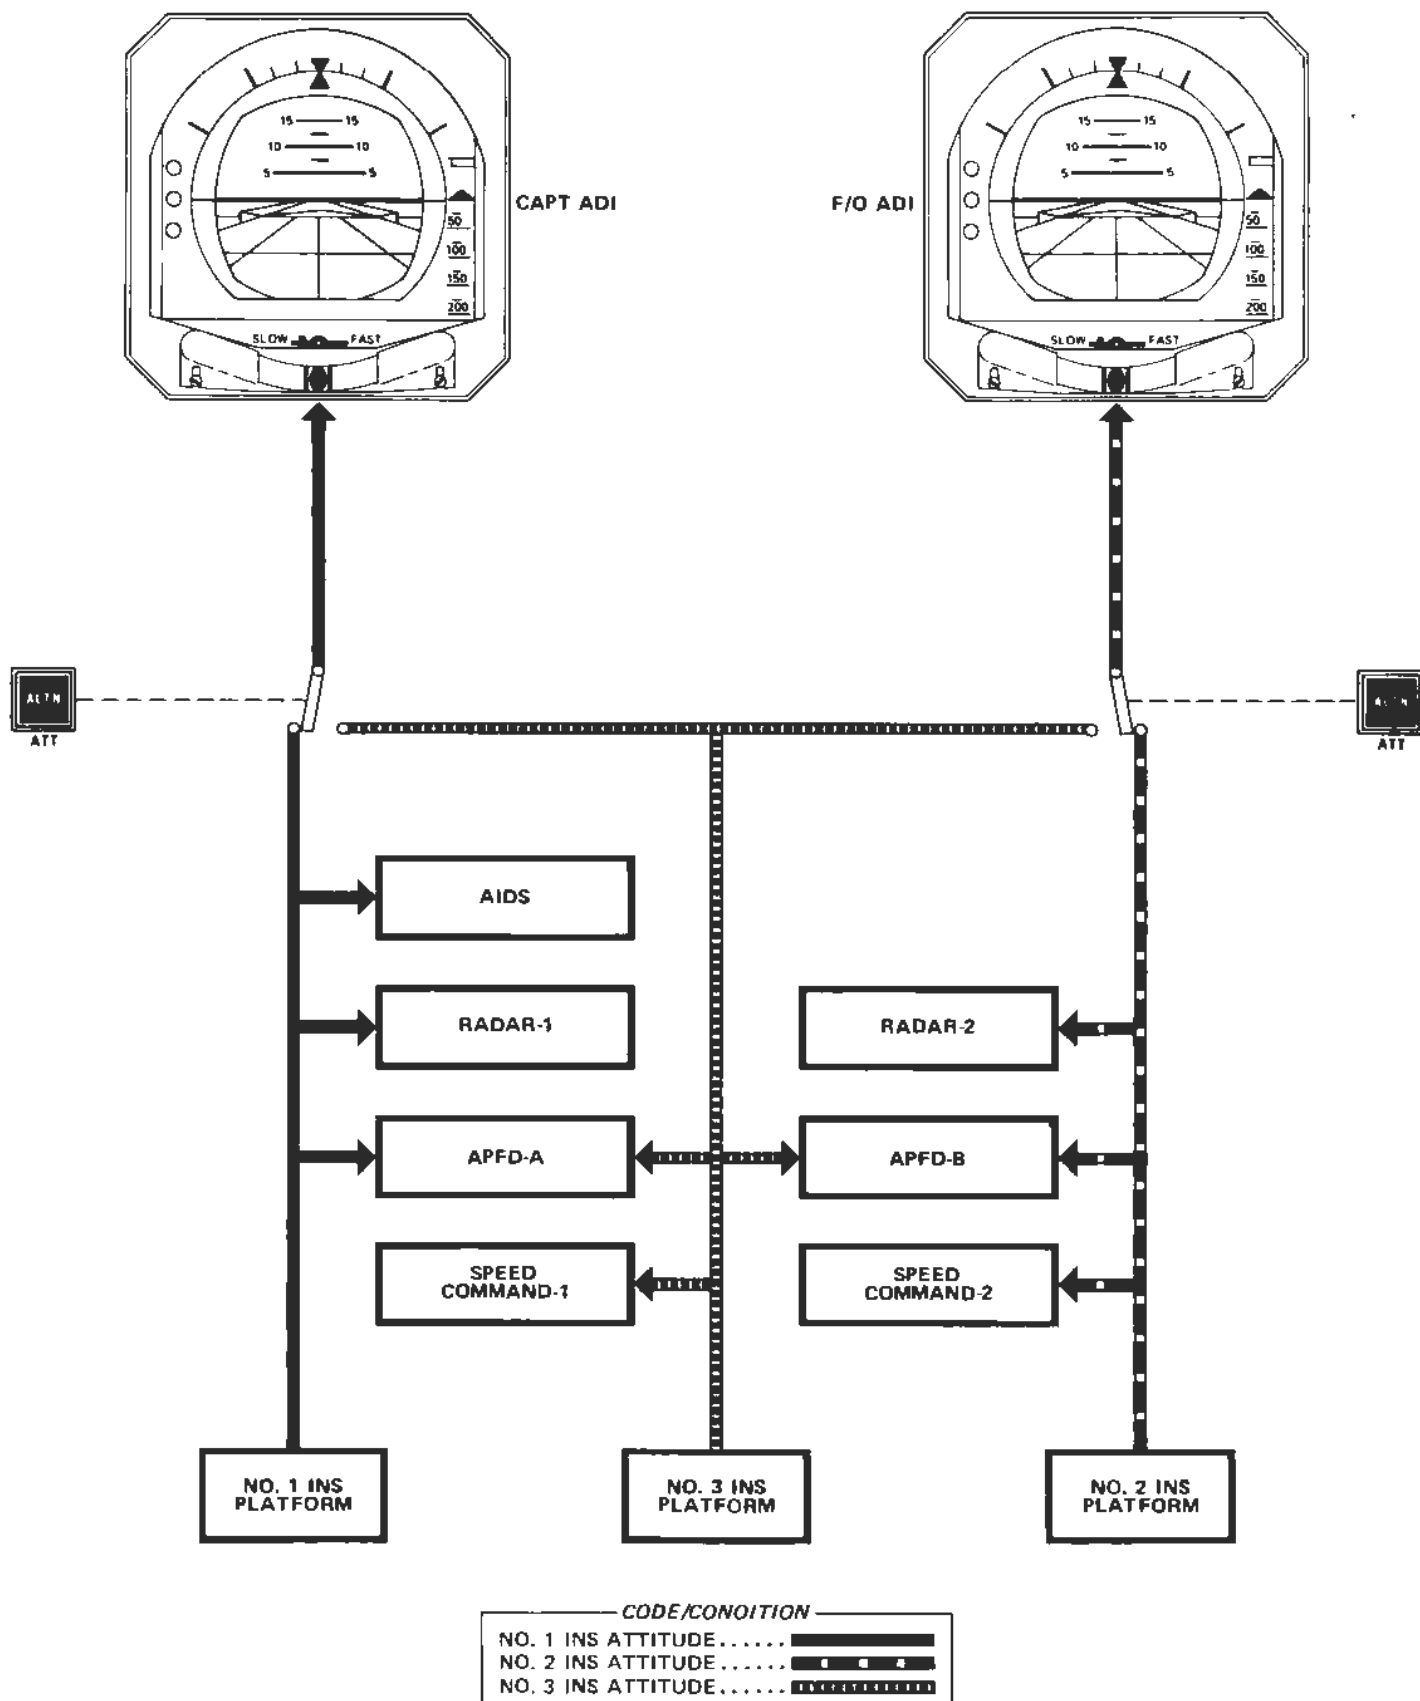 15 15
10 10
5 5
50
100
150
200
SLOW FAST
CAPT ADI
F/O ADI
15 15
10 10
5 5
50
100
150
200
SLOW FAST
ALTN
ATT
ALTN
ATT
AIDS
RADAR-1
RADAR-2
APFD-A
APFD-B
SPEED
COMMAND-1
SPEED
COMMAND-2
NO. 1 INS
PLATFORM
NO. 3 INS
PLATFORM
NO. 2 INS
PLATFORM
CODE/CONOITION
NO. 1 INS ATTITUDE......
NO. 2 INS ATTITUDE......
NO. 3 INS ATTITUDE......